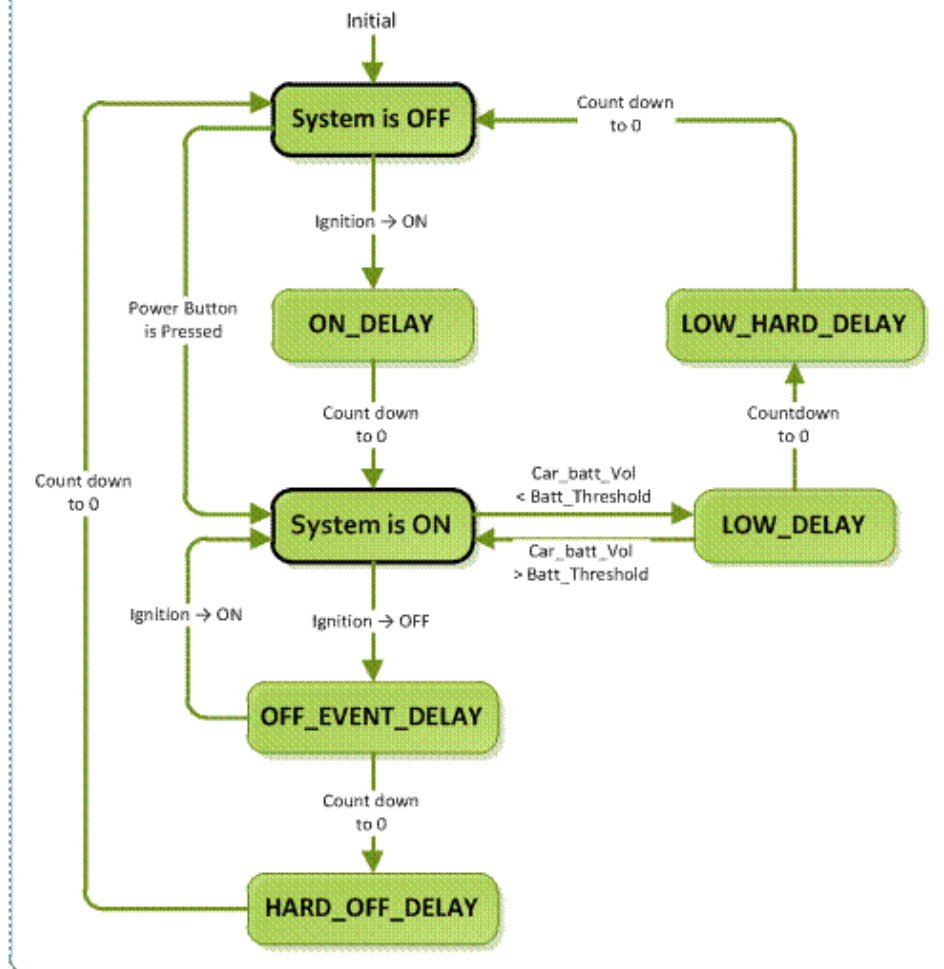 Initial
System is OFF
Count down
to 0
Ignition → ON
Power Button
is Pressed
ON_DELAY
LOW_HARD_DELAY
Count down
to 0
Countdown
to 0
Count down
to 0
Car_batt_Vol
< Batt_Threshold
System is ON
LOW_DELAY
Car_batt_Vol
> Batt_Threshold
Ignition → ON
Ignition → OFF
OFF_EVENT_DELAY
Count down
to 0
HARD_OFF_DELAY